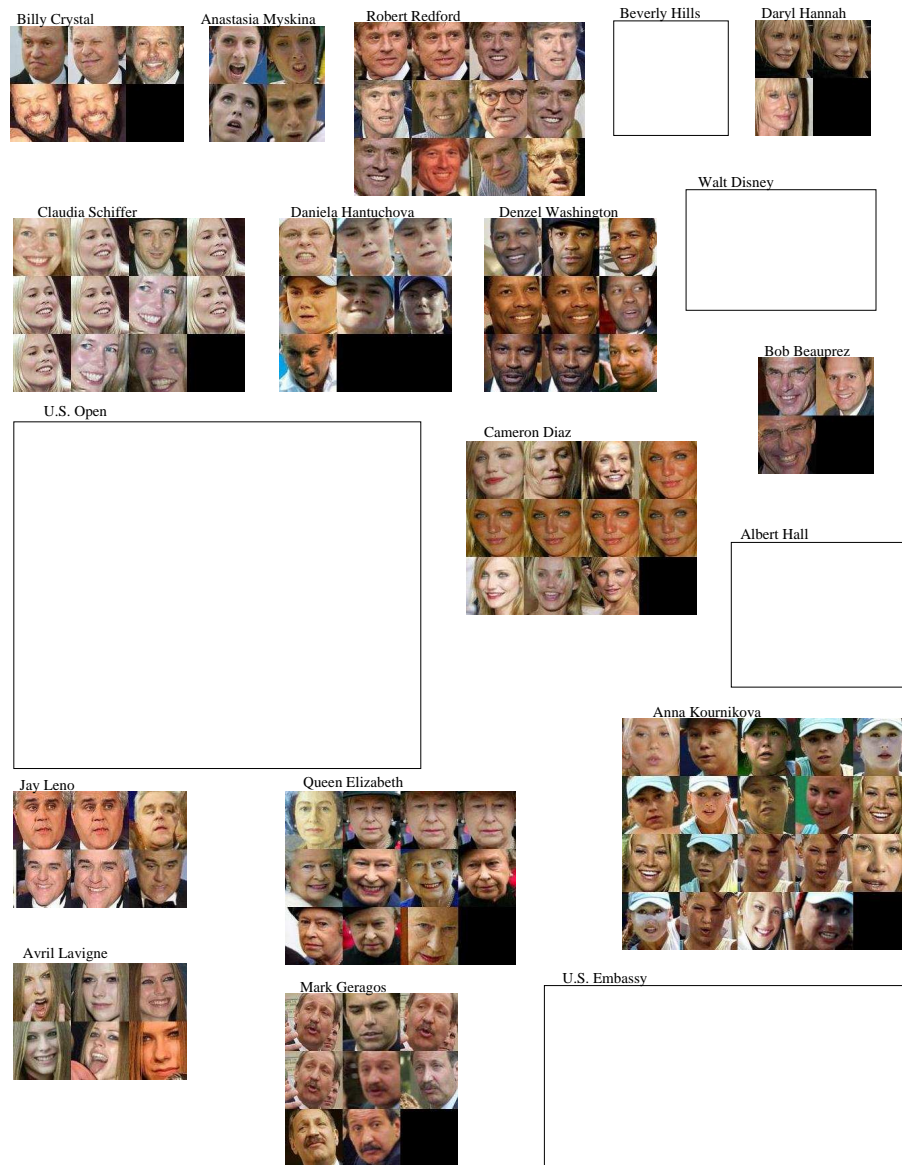 Billy Crystal
Anastasia Myskina
Robert Redford
Beverly Hills
Daryl Hannah
Walt Disney
Claudia Schiffer
Daniela Hantuchova
Denzel Washington
Bob Beauprez
U.S. Open
Cameron Diaz
Albert Hall
Anna Kournikova
Jay Leno
Queen Elizabeth
Avril Lavigne
U.S. Embassy
Mark Geragos